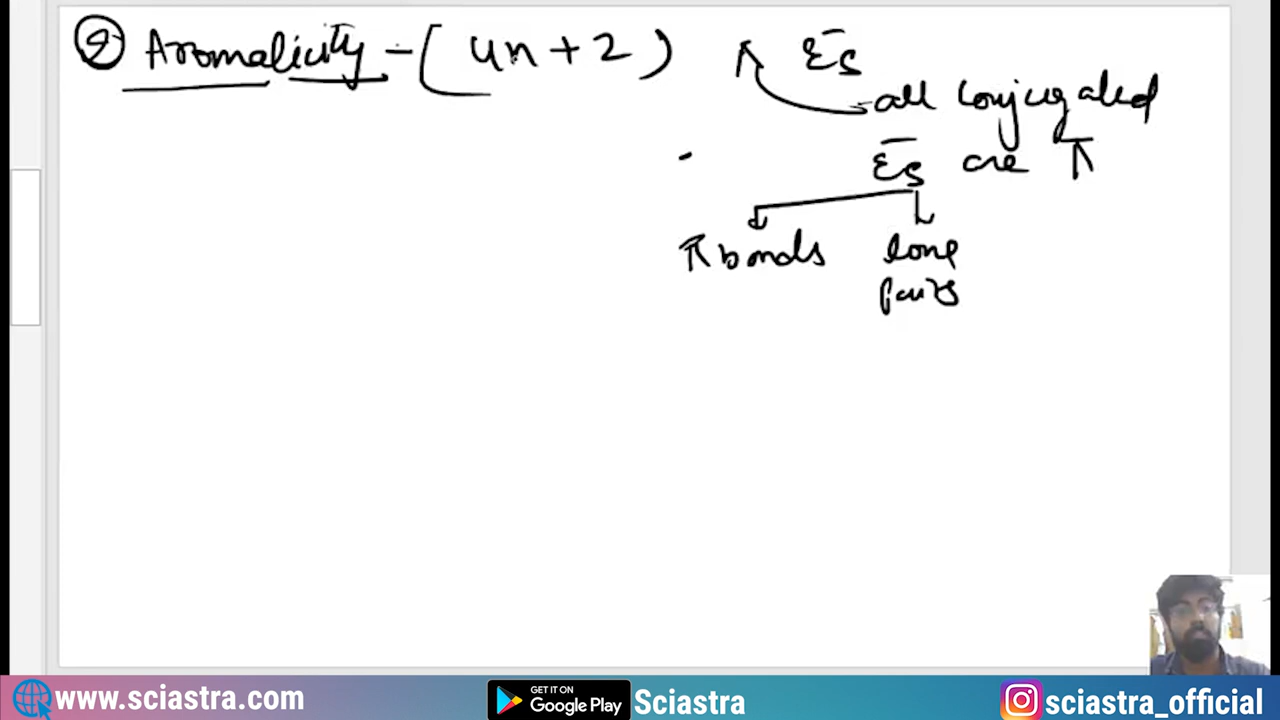 ② Aromaticity - (4n + 2) π ēs
all conjugated
ēs are π
π bonds lone
pairs
www.sciastra.com GET IT ON Google Play Sciastra sciastra_official